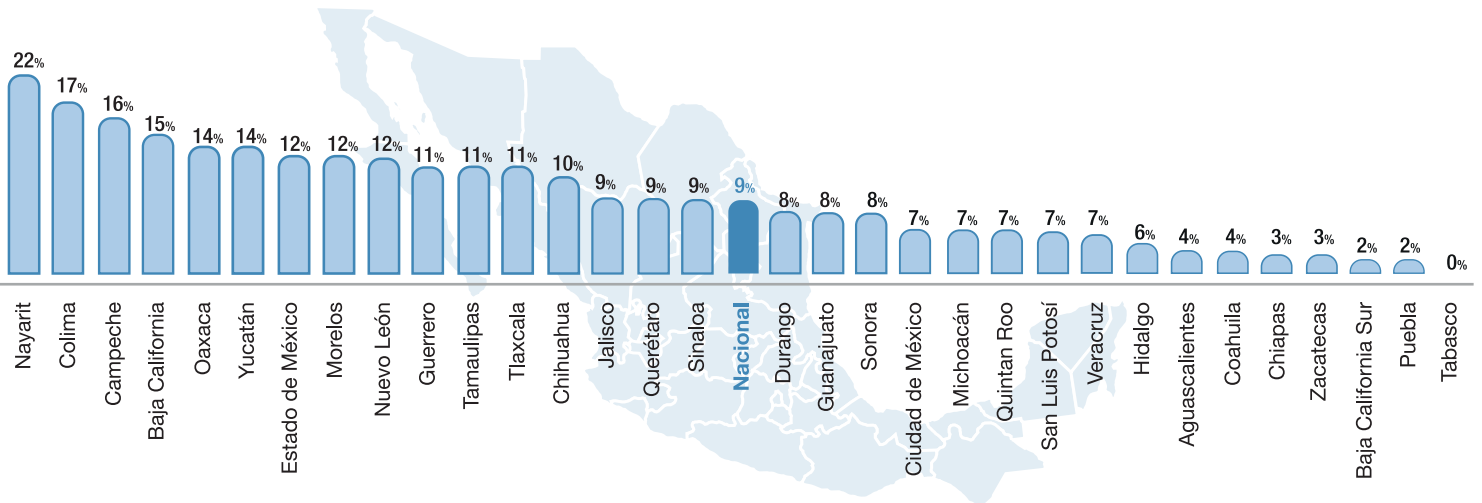 22%
17%
16%
15%
14%
14%
12%
12%
12%
11%
11%
11%
10%
9%
9%
9%
9%
8%
8%
8%
7%
7%
7%
7%
7%
6%
4%
4%
3%
3%
2%
2%
0%
Nayarit
Colima
Campeche
Baja California
Oaxaca
Yucatán
Estado de México
Morelos
Nuevo León
Guerrero
Tamaulipas
Tlaxcala
Chihuahua
Jalisco
Querétaro
Sinaloa
Nacional
Durango
Guanajuato
Sonora
Ciudad de México
Michoacán
Quintan Roo
San Luis Potosí
Veracruz
Hidalgo
Aguascalientes
Coahuila
Chiapas
Zacatecas
Baja California Sur
Puebla
Tabasco